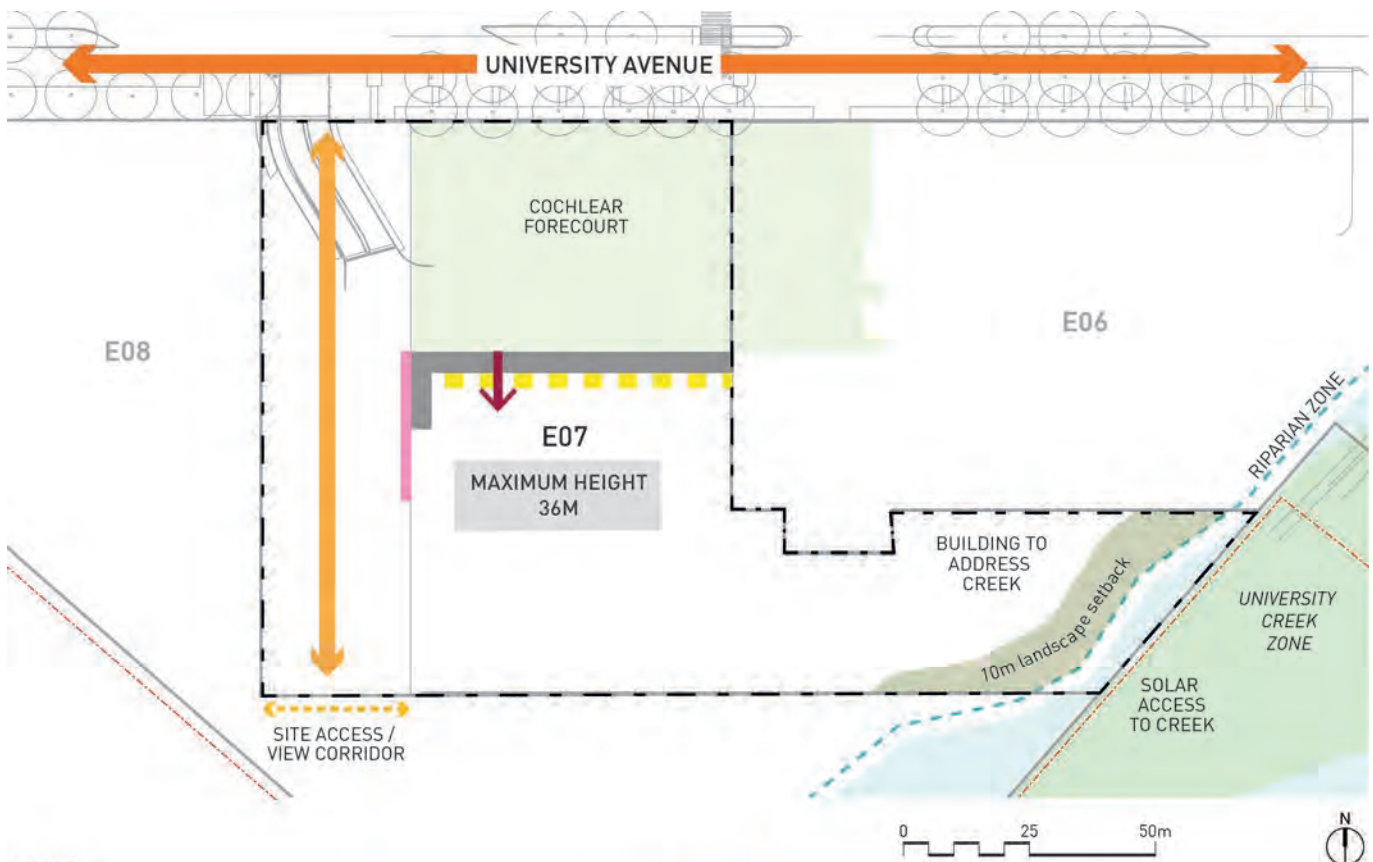 UNIVERSITY AVENUE
COCHLEAR
FORECOURT
E08
E06
E07
MAXIMUM HEIGHT
36M
RIPARIAN ZONE
BUILDING TO
ADDRESS
CREEK
10m landscape setback
UNIVERSITY
CREEK
ZONE
SOLAR
ACCESS
TO CREEK
SITE ACCESS /
VIEW CORRIDOR
0 25 50m
N